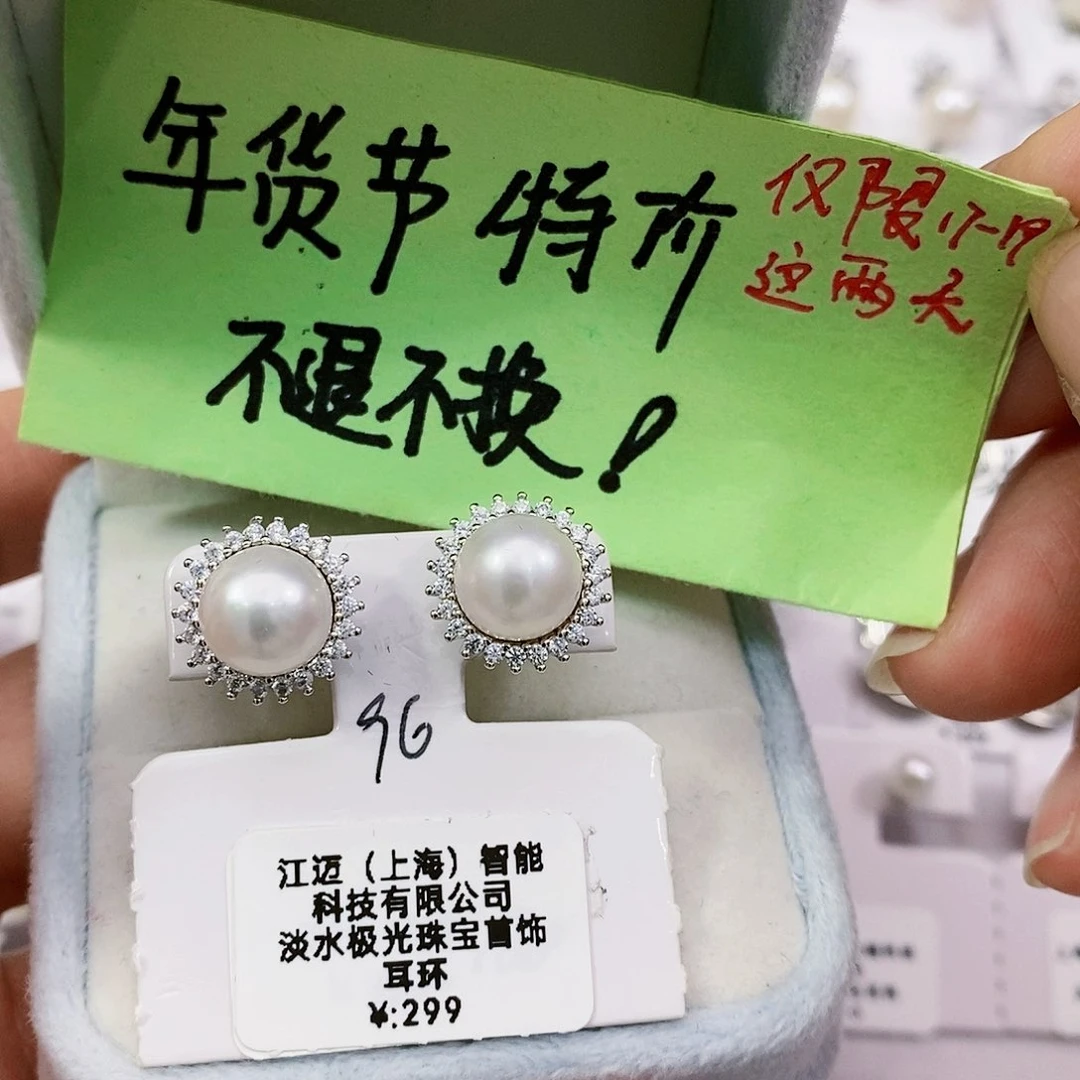 年货节 特价
仅限17-19
这两天
不退不换！
96
江迈（上海）智能
科技有限公司
淡水极光珠宝首饰
耳环
¥:299